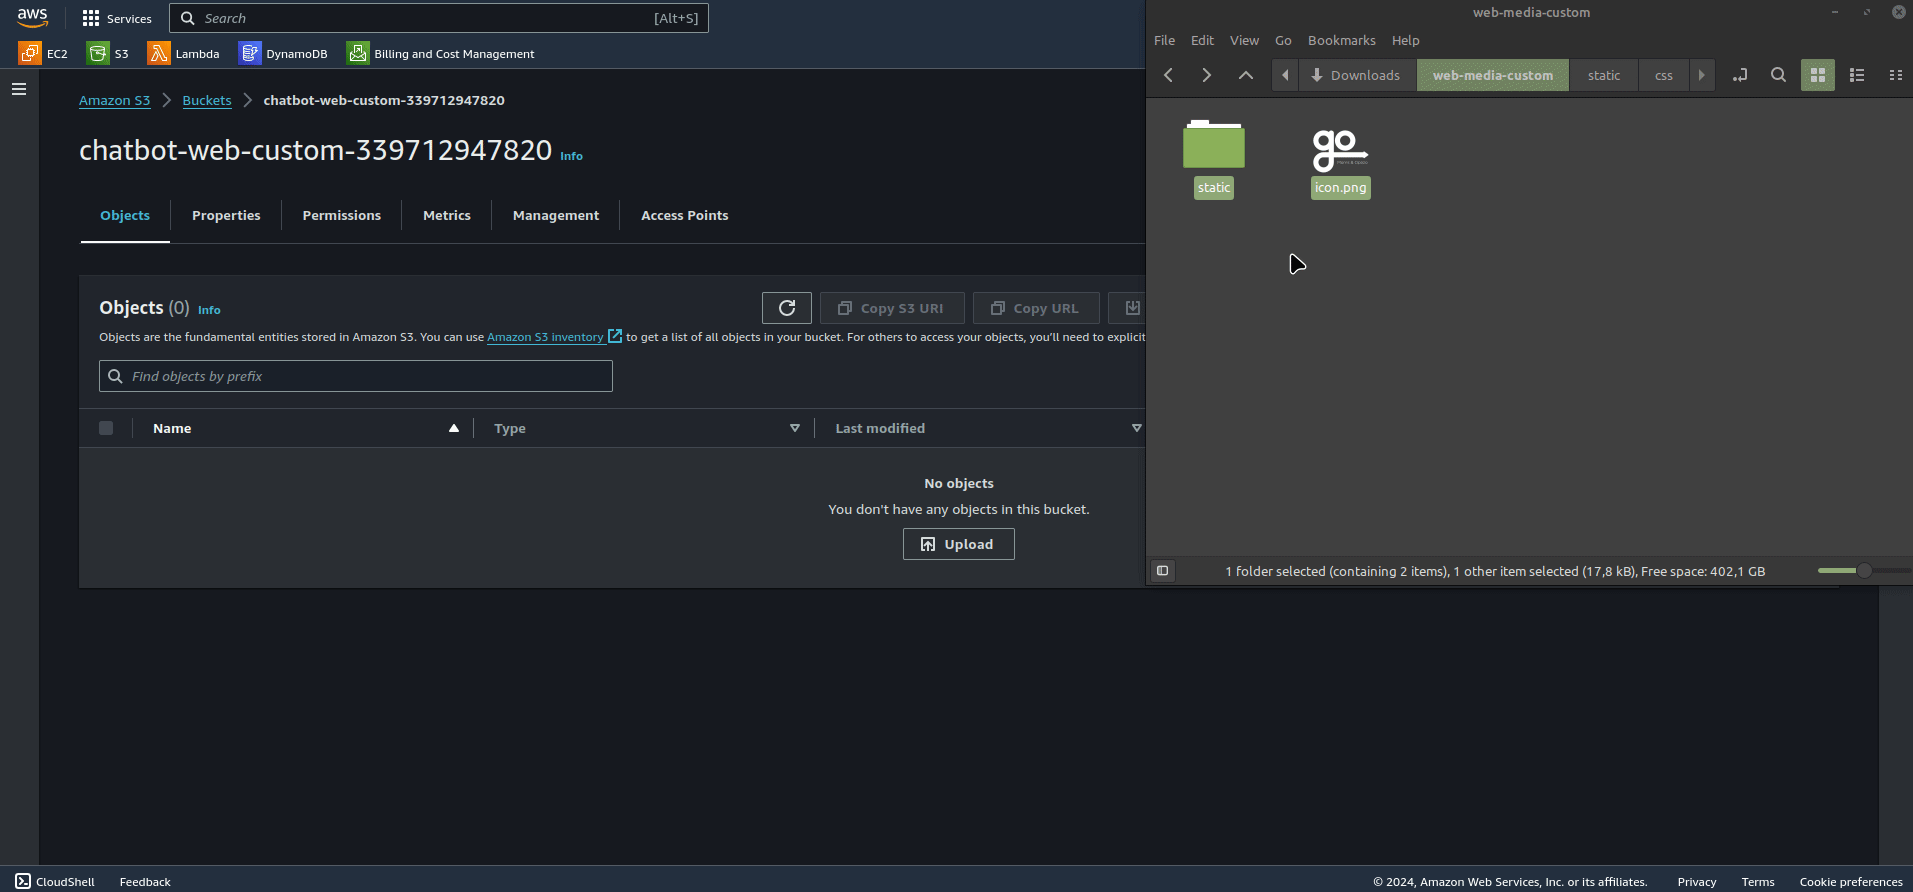 aws
Services
Search
[Alt+S]
EC2
S3
Lambda
DynamoDB
Billing and Cost Management
Amazon S3
Buckets
chatbot-web-custom-339712947820
chatbot-web-custom-339712947820 Info
Objects
Properties
Permissions
Metrics
Management
Access Points
Objects (0) Info
Copy S3 URI
Copy URL
Objects are the fundamental entities stored in Amazon S3. You can use Amazon S3 inventory to get a list of all objects in your bucket. For others to access your objects, you'll need to explicit
Find objects by prefix
Name
Type
Last modified
No objects
You don't have any objects in this bucket.
Upload
web-media-custom
File
Edit
View
Go
Bookmarks
Help
Downloads
web-media-custom
static
css
go
static
icon.png
1 folder selected (containing 2 items), 1 other item selected (17,8 kB), Free space: 402,1 GB
CloudShell
Feedback
© 2024, Amazon Web Services, Inc. or its affiliates.
Privacy
Terms
Cookie preferences